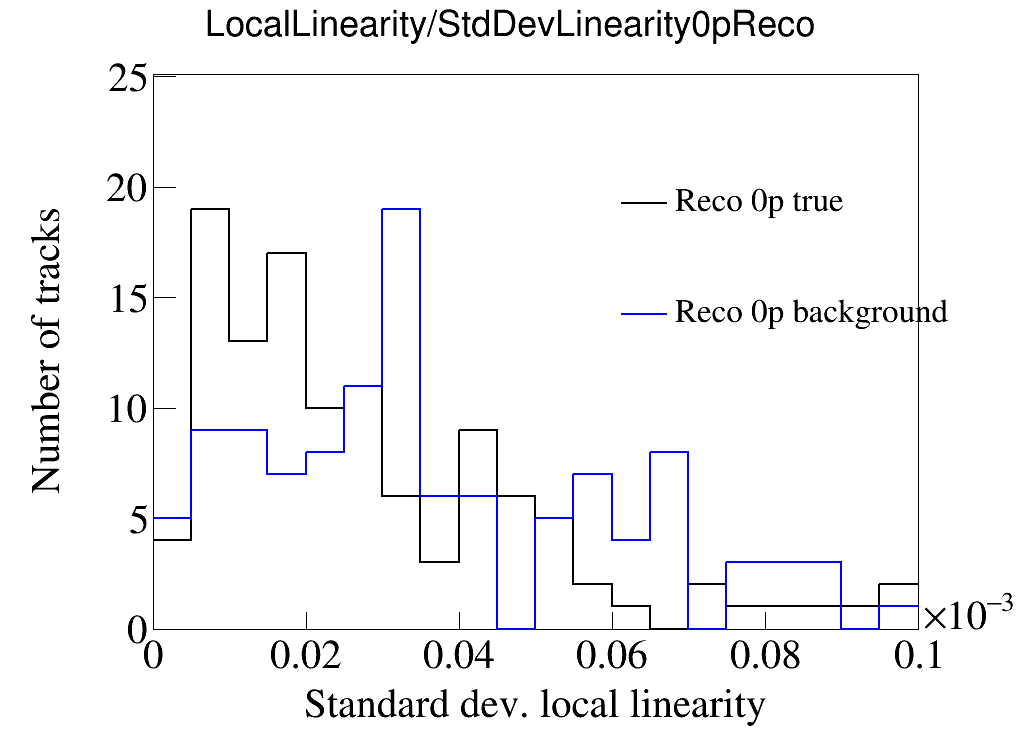 LocalLinearity/StdDevLinearity0pReco
25
20
15
10
5
0
Number of tracks
Reco 0p true
Reco 0p background
0 0.02 0.04 0.06 0.08 0.1
×10⁻³
Standard dev. local linearity